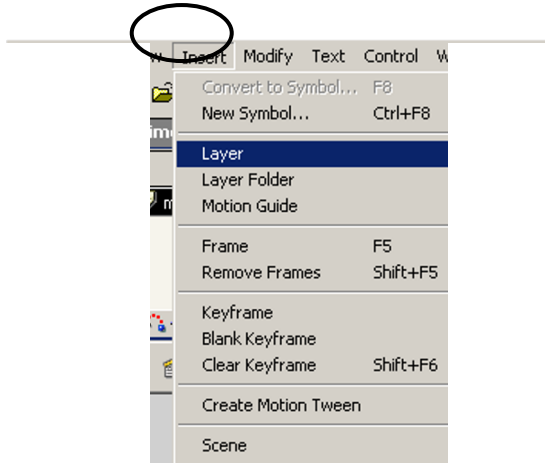 Insert Modify Text Control
Convert to Symbol... F8
New Symbol... Ctrl+F8
Layer
Layer Folder
Motion Guide
Frame F5
Remove Frames Shift+F5
Keyframe
Blank Keyframe
Clear Keyframe Shift+F6
Create Motion Tween
Scene